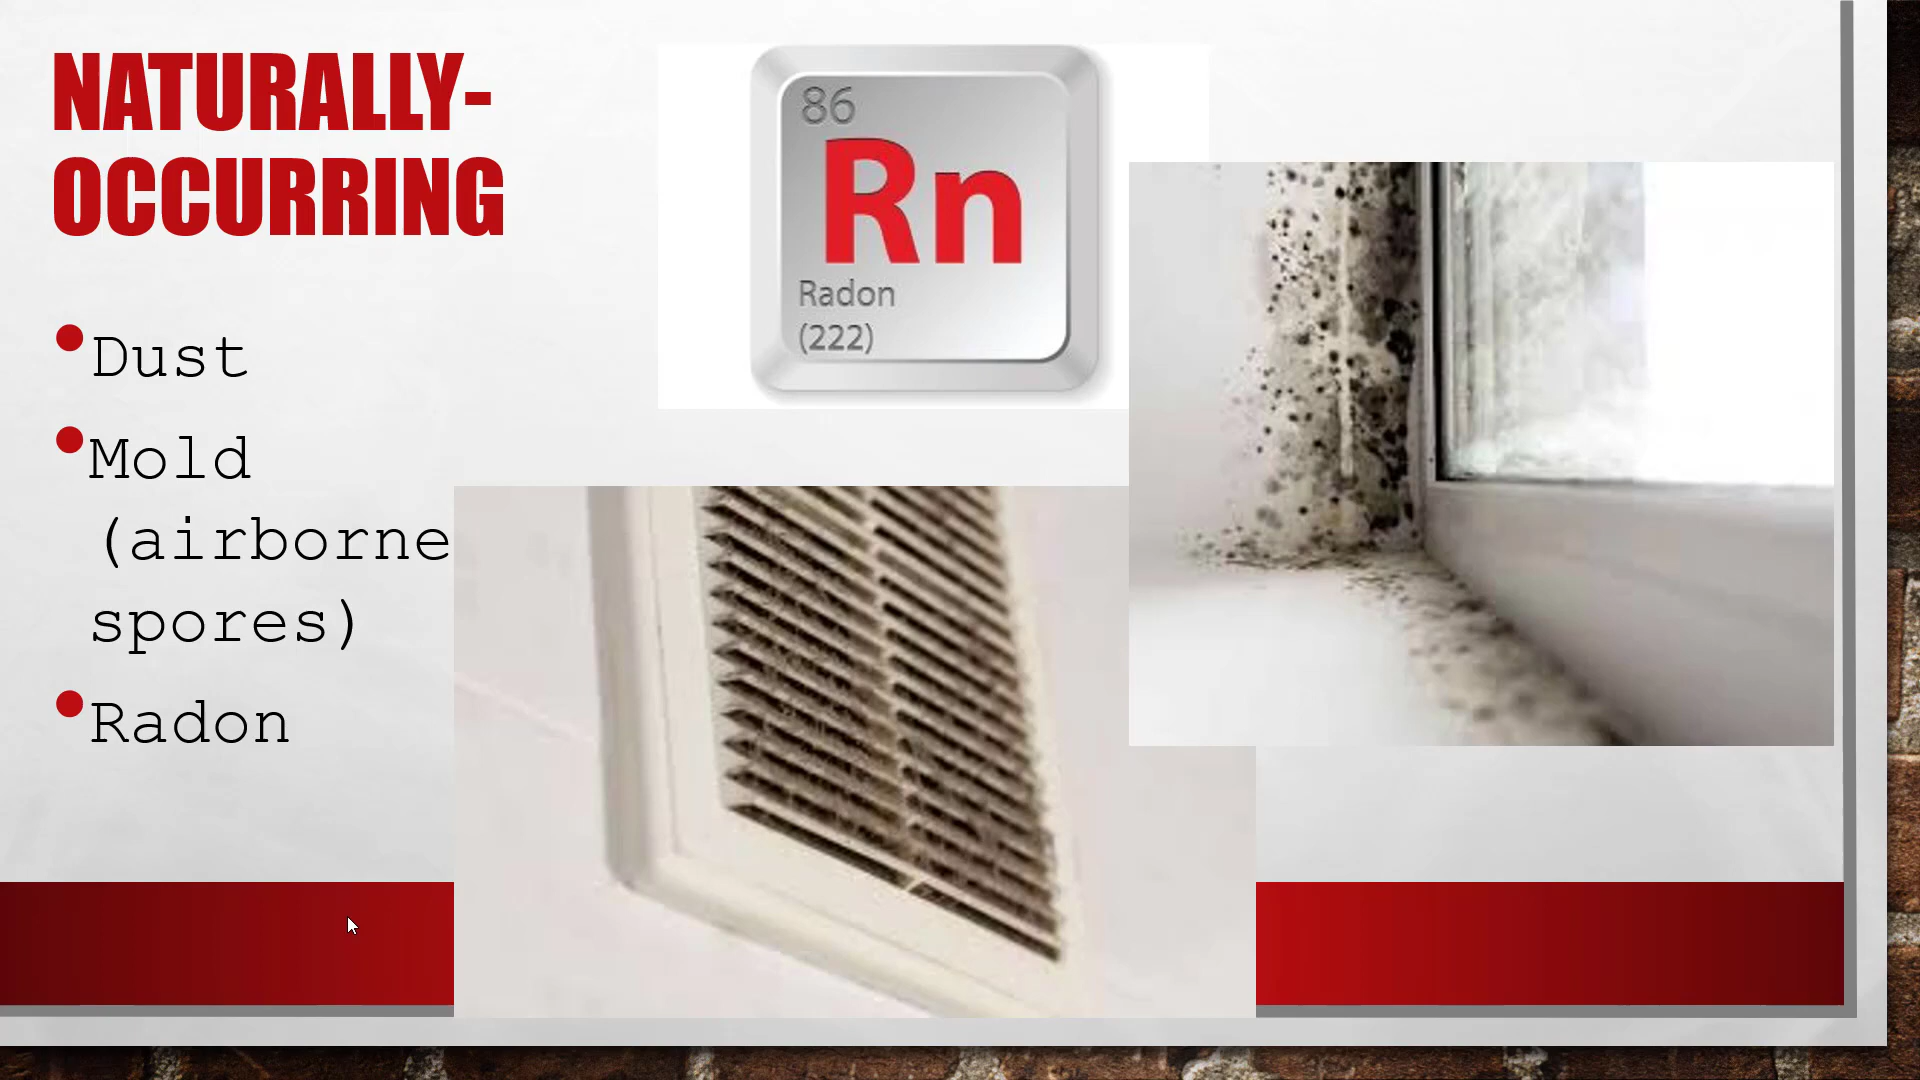 NATURALLY-
OCCURRING
•Dust
•Mold
(airborne
spores)
•Radon
86
Rn
Radon
(222)